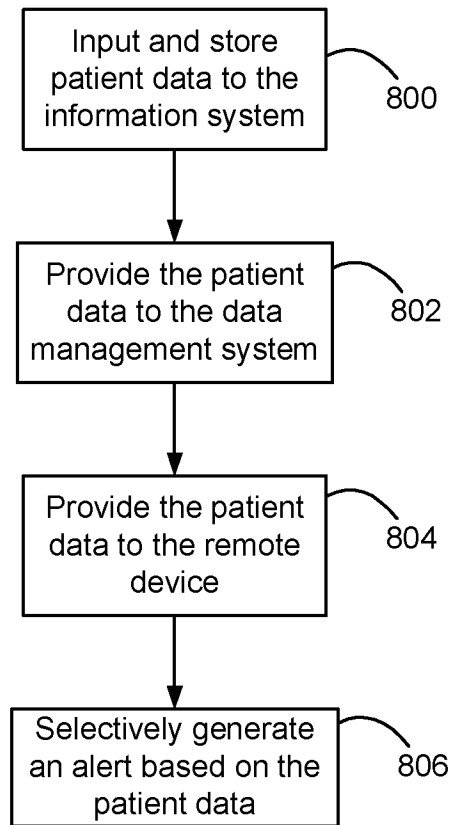 Input and store
patient data to the
information system
800
Provide the patient
data to the data
management system
802
Provide the patient
data to the remote
device
804
Selectively generate
an alert based on the
patient data
806